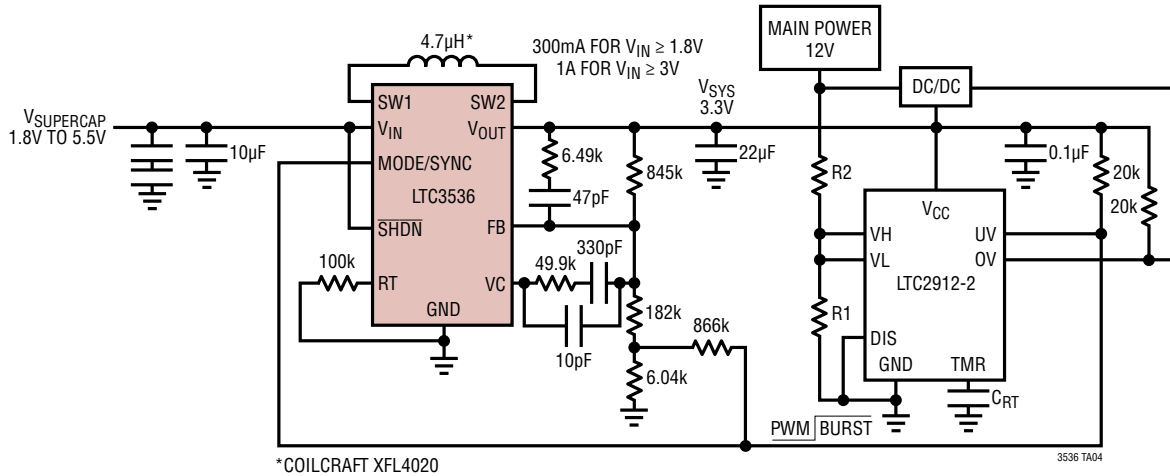 4.7µH*
300mA FOR VIN ≥ 1.8V
1A FOR VIN ≥ 3V
MAIN POWER
12V
DC/DC
VSYS
3.3V
VSUPERCAP
1.8V TO 5.5V
10µF
SW1
SW2
VIN
VOUT
MODE/SYNC
LTC3536
SHDN
FB
RT
VC
GND
100k
6.49k
47pF
845k
22µF
330pF
49.9k
10pF
182k
866k
6.04k
R2
R1
0.1µF
20k
20k
VCC
VH
UV
VL
OV
LTC2912-2
DIS
GND
TMR
CRT
PWM BURST
3536 TA04
*COILCRAFT XFL4020